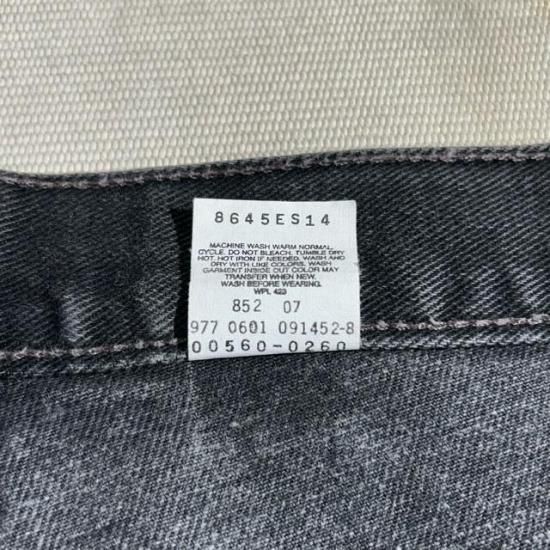 8645ES14
MACHINE WASH WARM NORMAL
CYCLE. DO NOT BLEACH. TUMBLE DRY
HOT. HOT IRON IF NEEDED. WASH AND
DRY WITH LIKE COLORS. WASH
GARMENT INSIDE OUT COLOR MAY
TRANSFER WHEN NEW.
WASH BEFORE WEARING.
WPL 423
852 07
977 0601 091452-8
00560-0260